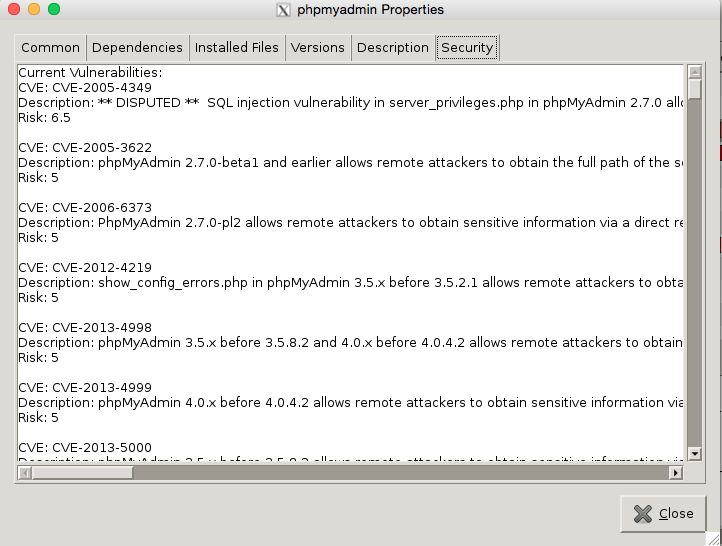 phpmyadmin Properties
Common Dependencies Installed Files Versions Description Security
Current Vulnerabilities:
CVE: CVE-2005-4349
Description: ** DISPUTED ** SQL injection vulnerability in server_privileges.php in phpMyAdmin 2.7.0
Risk: 6.5
CVE: CVE-2005-3622
Description: phpMyAdmin 2.7.0-beta1 and earlier allows remote attackers to obtain the full path of the
Risk: 5
CVE: CVE-2006-6373
Description: PhpMyAdmin 2.7.0-pl2 allows remote attackers to obtain sensitive information via a direct
Risk: 5
CVE: CVE-2012-4219
Description: show_config_errors.php in phpMyAdmin 3.5.x before 3.5.2.1 allows remote attackers to
Risk: 5
CVE: CVE-2013-4998
Description: phpMyAdmin 3.5.x before 3.5.8.2 and 4.0.x before 4.0.4.2 allows remote attackers to obtain
Risk: 5
CVE: CVE-2013-4999
Description: phpMyAdmin 4.0.x before 4.0.4.2 allows remote attackers to obtain sensitive information via
Risk: 5
CVE: CVE-2013-5000
Close